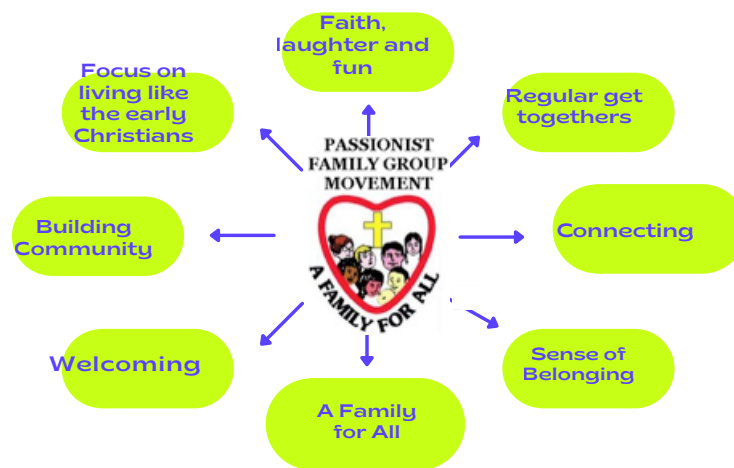 Faith,
laughter and
fun
Focus on
living like
the early
Christians
Regular get
togethers
PASSIONIST
FAMILY GROUP
MOVEMENT
A FAMILY FOR ALL
Building
Community
Connecting
Welcoming
Sense of
Belonging
A Family
for All